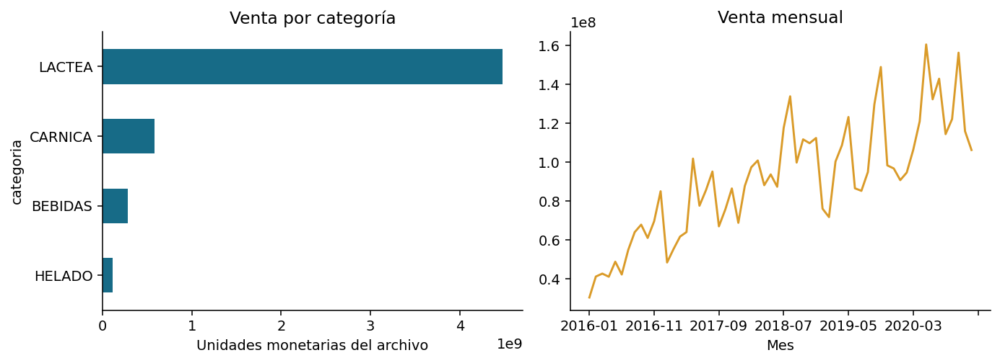 Venta por categoría
LACTEA
CARNICA
BEBIDAS
HELADO
categoria
0 1 2 3 4
1e9
Unidades monetarias del archivo
Venta mensual
1e8
1.6
1.4
1.2
1.0
0.8
0.6
0.4
2016-01 2016-11 2017-09 2018-07 2019-05 2020-03
Mes